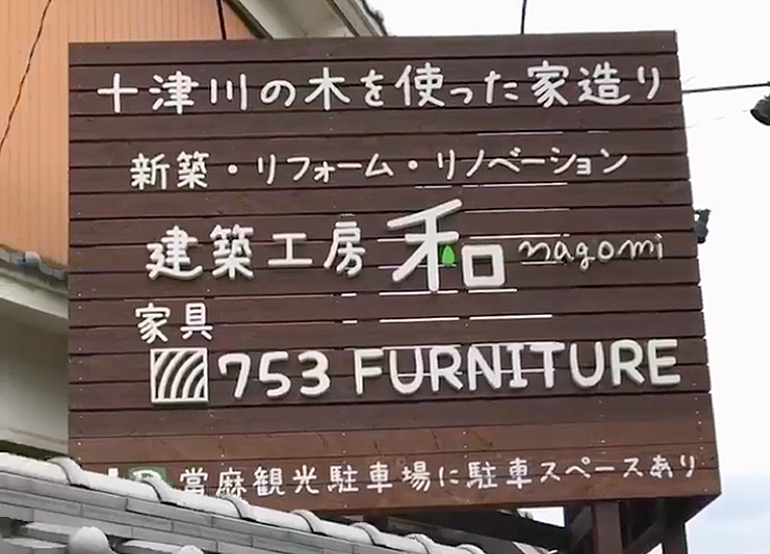 十津川の木を使った家造り
新築・リフォーム・リノベーション
建築工房 和 nagomi
家具
753 FURNITURE
P 當麻観光駐車場に駐車スペースあり